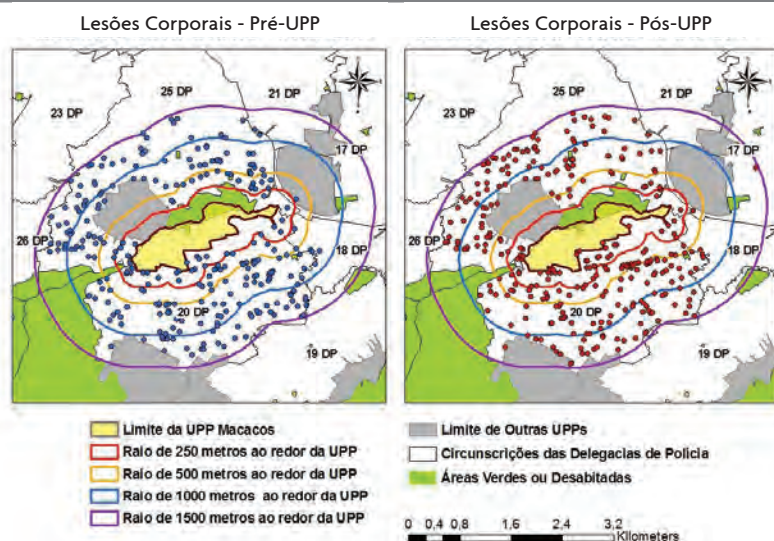 Lesões Corporais - Pré-UPP
25 DP
21 DP
23 DP
17 DP
26 DP
18 DP
20 DP
19 DP
Lesões Corporais - Pós-UPP
25 DP
21 DP
23 DP
17 DP
26 DP
18 DP
20 DP
19 DP
Limite da UPP Macacos
Raio de 250 metros ao redor da UPP
Raio de 500 metros ao redor da UPP
Raio de 1000 metros ao redor da UPP
Raio de 1500 metros ao redor da UPP
Limite de Outras UPPs
Circunscrições das Delegacias de Polícia
Áreas Verdes ou Desabitadas
0 0,4 0,8 1,6 2,4 3,2
Kilometers